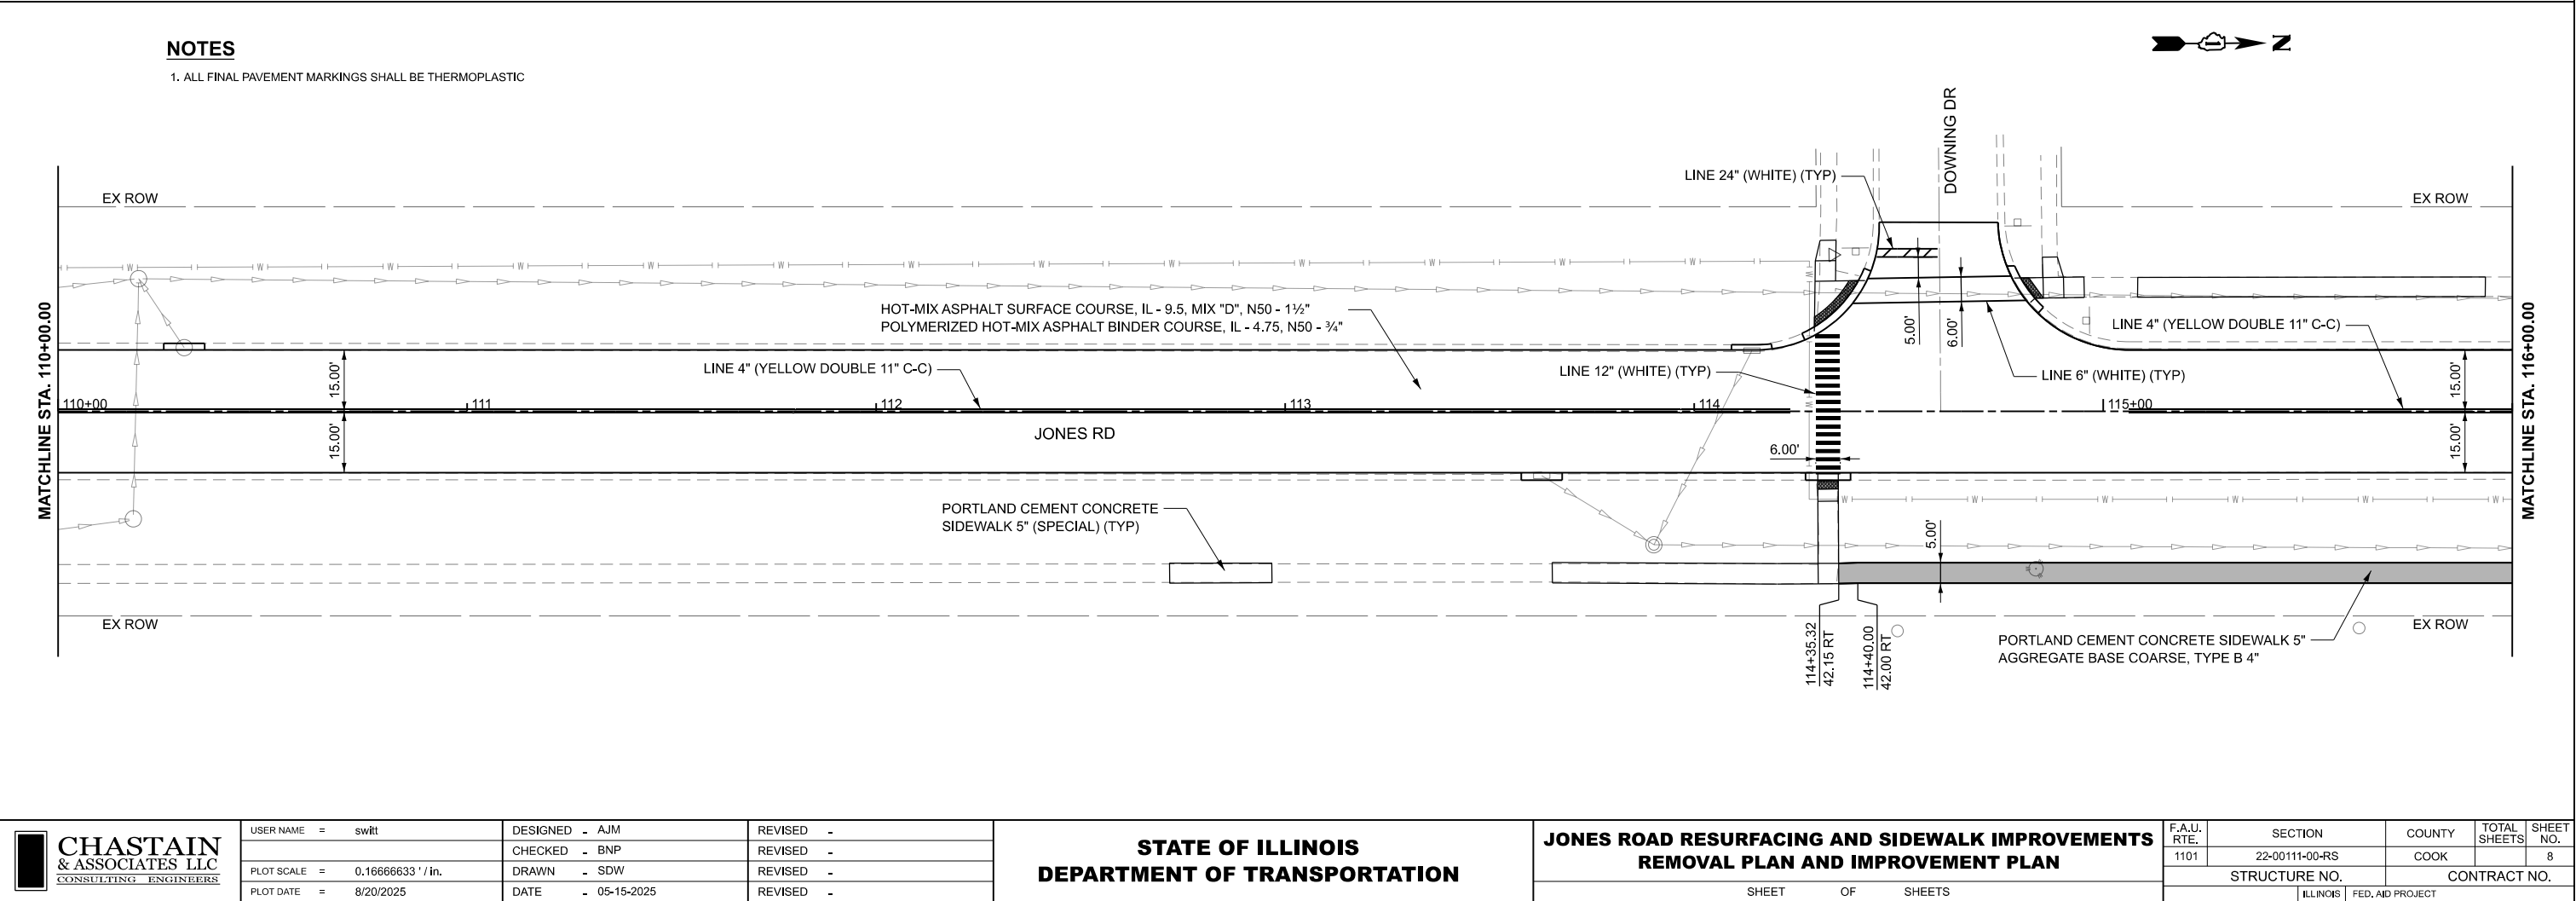 NOTES
1. ALL FINAL PAVEMENT MARKINGS SHALL BE THERMOPLASTIC
N
DOWNING DR
LINE 24" (WHITE) (TYP)
EX ROW
EX ROW
W W W W W W W W W W W W W
W
HOT-MIX ASPHALT SURFACE COURSE, IL - 9.5, MIX "D", N50 - 1½"
POLYMERIZED HOT-MIX ASPHALT BINDER COURSE, IL - 4.75, N50 - ¾"
5.00'
6.00'
LINE 4" (YELLOW DOUBLE 11" C-C)
MATCHLINE STA. 110+00.00
MATCHLINE STA. 116+00.00
15.00'
LINE 4" (YELLOW DOUBLE 11" C-C)
LINE 12" (WHITE) (TYP)
LINE 6" (WHITE) (TYP)
15.00'
W
110+00
111
112
113
114
115+00
JONES RD
15.00'
6.00'
15.00'
W W W W W W
PORTLAND CEMENT CONCRETE
SIDEWALK 5" (SPECIAL) (TYP)
5.00'
EX ROW
EX ROW
114+35.32
42.15 RT
114+40.00
42.00 RT
PORTLAND CEMENT CONCRETE SIDEWALK 5"
AGGREGATE BASE COARSE, TYPE B 4"
CHASTAIN
& ASSOCIATES LLC
CONSULTING ENGINEERS
USER NAME = switt
PLOT SCALE = 0.16666633 ' / in.
PLOT DATE = 8/20/2025
DESIGNED - AJM
CHECKED - BNP
DRAWN - SDW
DATE - 05-15-2025
REVISED -
REVISED -
REVISED -
REVISED -
STATE OF ILLINOIS
DEPARTMENT OF TRANSPORTATION
JONES ROAD RESURFACING AND SIDEWALK IMPROVEMENTS
REMOVAL PLAN AND IMPROVEMENT PLAN
SHEET OF SHEETS
F.A.U. RTE.
SECTION
COUNTY
TOTAL SHEETS
SHEET NO.
1101
22-00111-00-RS
COOK
8
STRUCTURE NO.
CONTRACT NO.
ILLINOIS FED. AID PROJECT